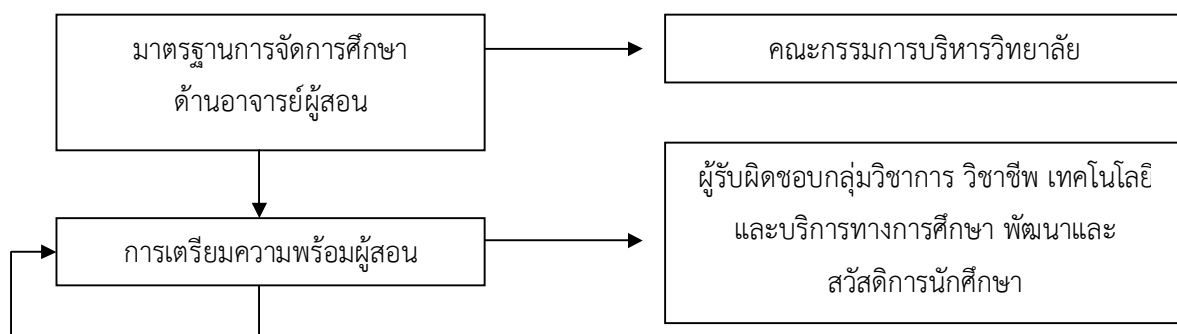 มาตรฐานการจัดการศึกษา
ด้านอาจารย์ผู้สอน
คณะกรรมการบริหารวิทยาลัย
การเตรียมความพร้อมผู้สอน
ผู้รับผิดชอบกลุ่มวิชาการ วิชาชีพ เทคโนโลยี
และบริการทางการศึกษา พัฒนาและ
สวัสดิการนักศึกษา